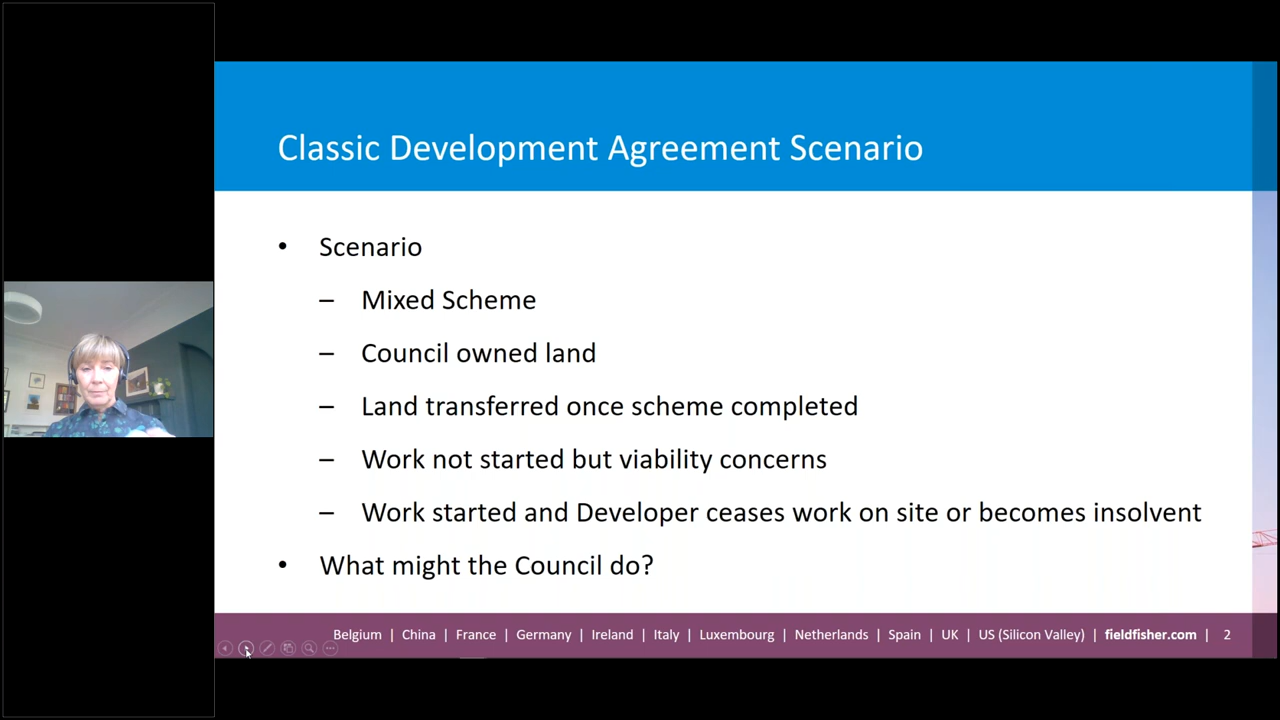 Classic Development Agreement Scenario
• Scenario
– Mixed Scheme
– Council owned land
– Land transferred once scheme completed
– Work not started but viability concerns
– Work started and Developer ceases work on site or becomes insolvent
• What might the Council do?
Belgium | China | France | Germany | Ireland | Italy | Luxembourg | Netherlands | Spain | UK | US (Silicon Valley) | fieldfisher.com | 2